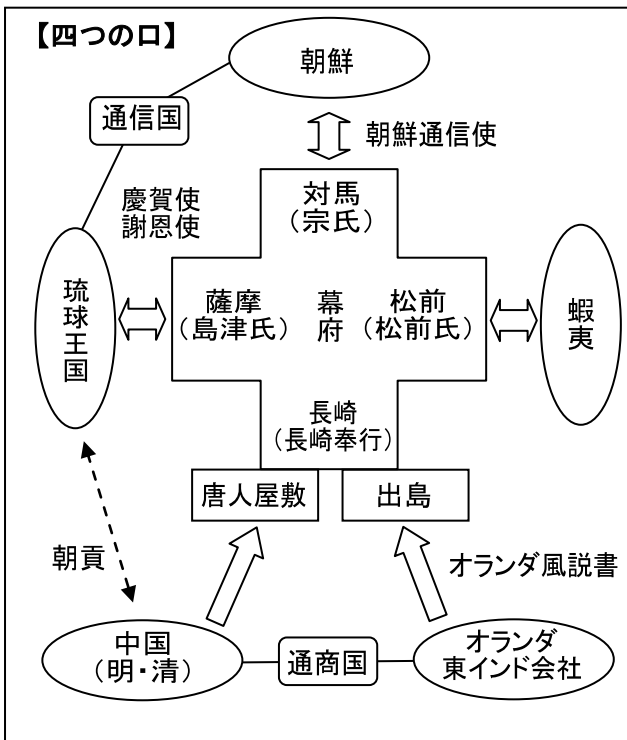 【四つの口】
朝鮮
通信国
朝鮮通信使
慶賀使
謝恩使
対馬
（宗氏）
琉球王国
薩摩
（島津氏）
幕府
松前
（松前氏）
蝦夷
長崎
（長崎奉行）
唐人屋敷
出島
朝貢
オランダ風説書
中国
（明・清）
通商国
オランダ
東インド会社